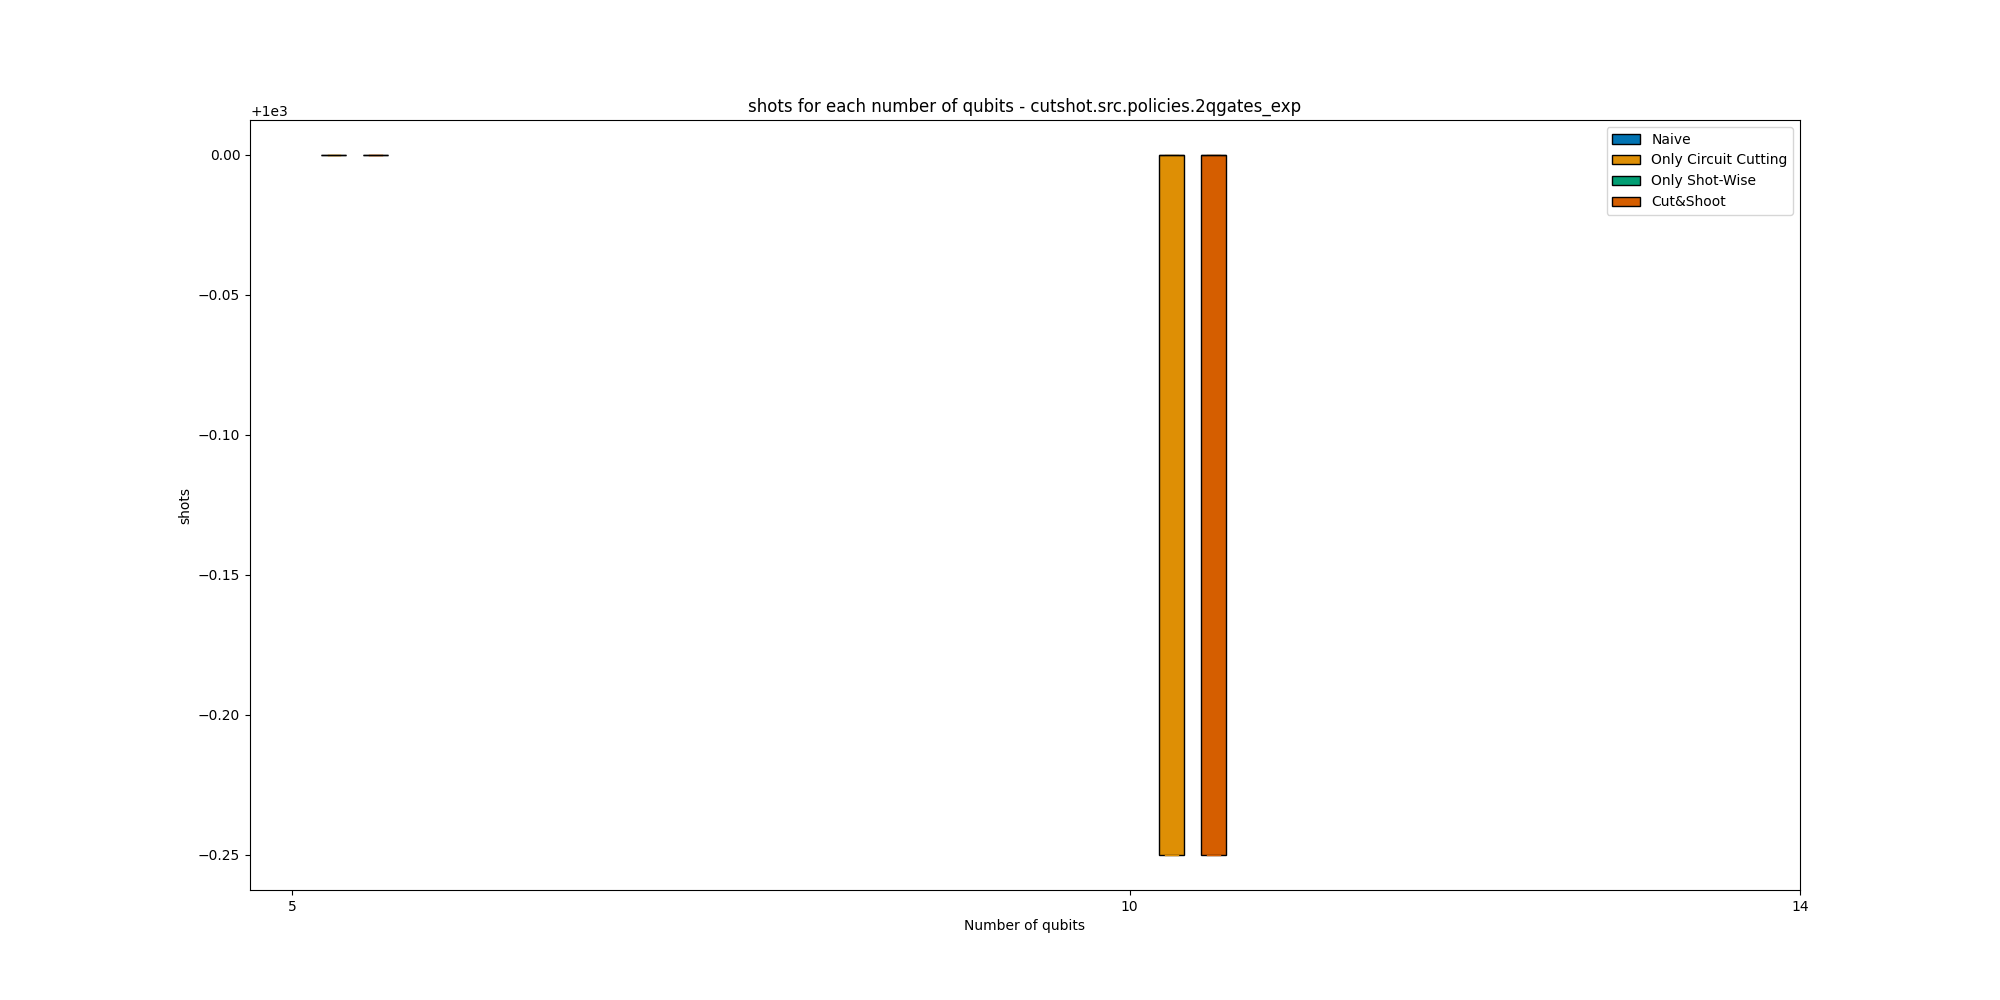 shots for each number of qubits - cutshot.src.policies.2qgates_exp
+1e3
0.00
−0.05
−0.10
−0.15
−0.20
−0.25
shots
5
10
14
Number of qubits
Naive
Only Circuit Cutting
Only Shot-Wise
Cut&Shoot